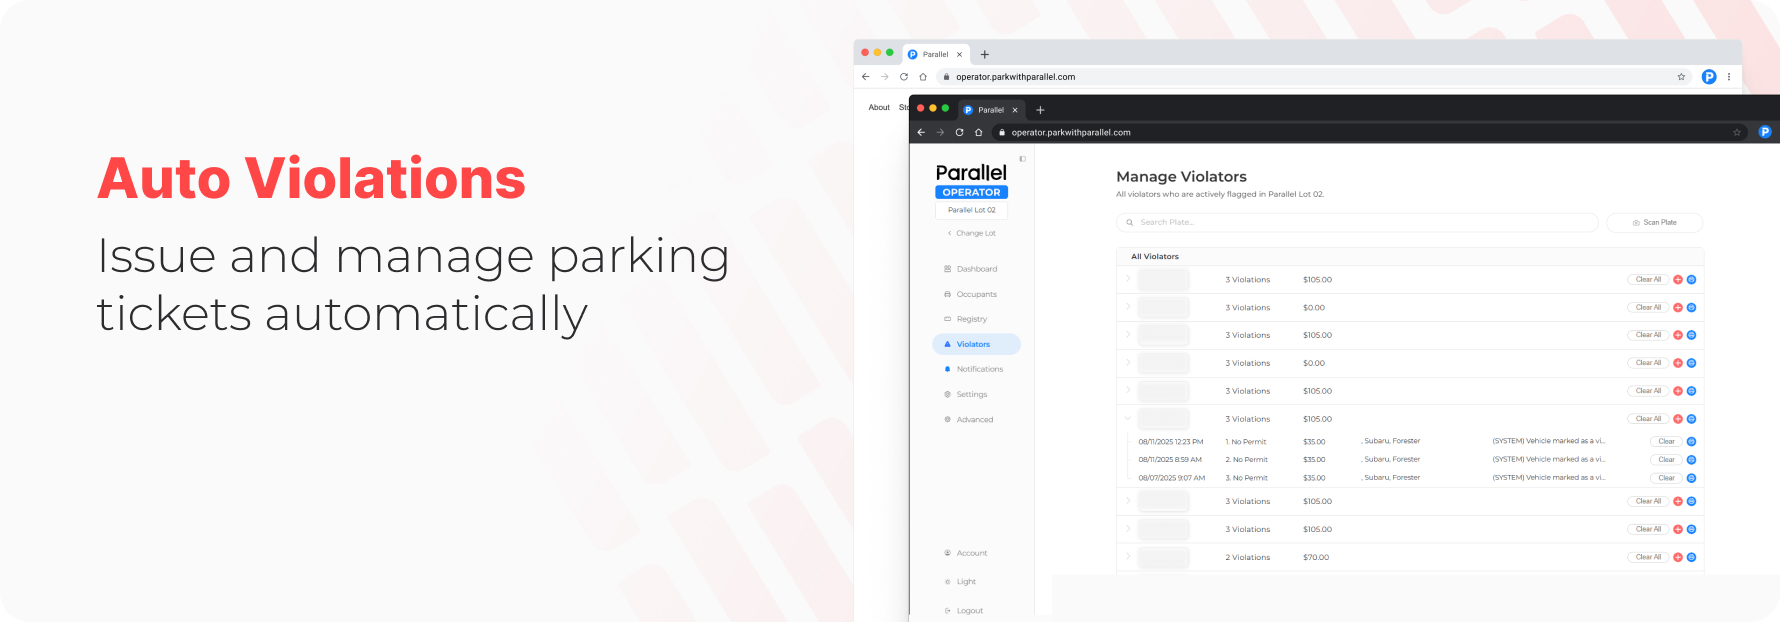 Auto Violations
Issue and manage parking
tickets automatically
Parallel
operator.parkwithparallel.com
About
Parallel
operator.parkwithparallel.com
Parallel
OPERATOR
Parallel Lot 02
Change Lot
Dashboard
Occupants
Registry
Violators
Notifications
Settings
Advanced
Account
Light
Logout
Manage Violators
All violators who are actively flagged in Parallel Lot 02.
Search Plate...
Scan Plate
All Violators
3 Violations $105.00 Clear All
3 Violations $0.00 Clear All
3 Violations $105.00 Clear All
3 Violations $0.00 Clear All
3 Violations $105.00 Clear All
3 Violations $105.00 Clear All
08/11/2025 12:23 PM 1. No Permit $35.00 , Subaru, Forester (SYSTEM) Vehicle marked as a vi... Clear
08/11/2025 8:59 AM 2. No Permit $35.00 , Subaru, Forester (SYSTEM) Vehicle marked as a vi... Clear
08/07/2025 9:07 AM 3. No Permit $35.00 , Subaru, Forester (SYSTEM) Vehicle marked as a vi... Clear
3 Violations $105.00 Clear All
3 Violations $105.00 Clear All
2 Violations $70.00 Clear All